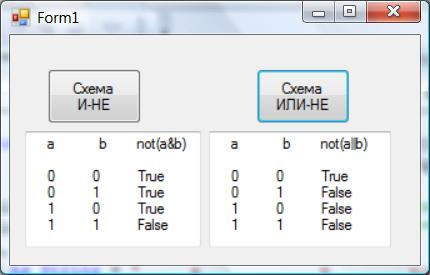 Form1
Схема
И-НЕ
Схема
ИЛИ-НЕ
a b not(a&b)
0 0 True
0 1 True
1 0 True
1 1 False
a b not(a||b)
0 0 True
0 1 False
1 0 False
1 1 False